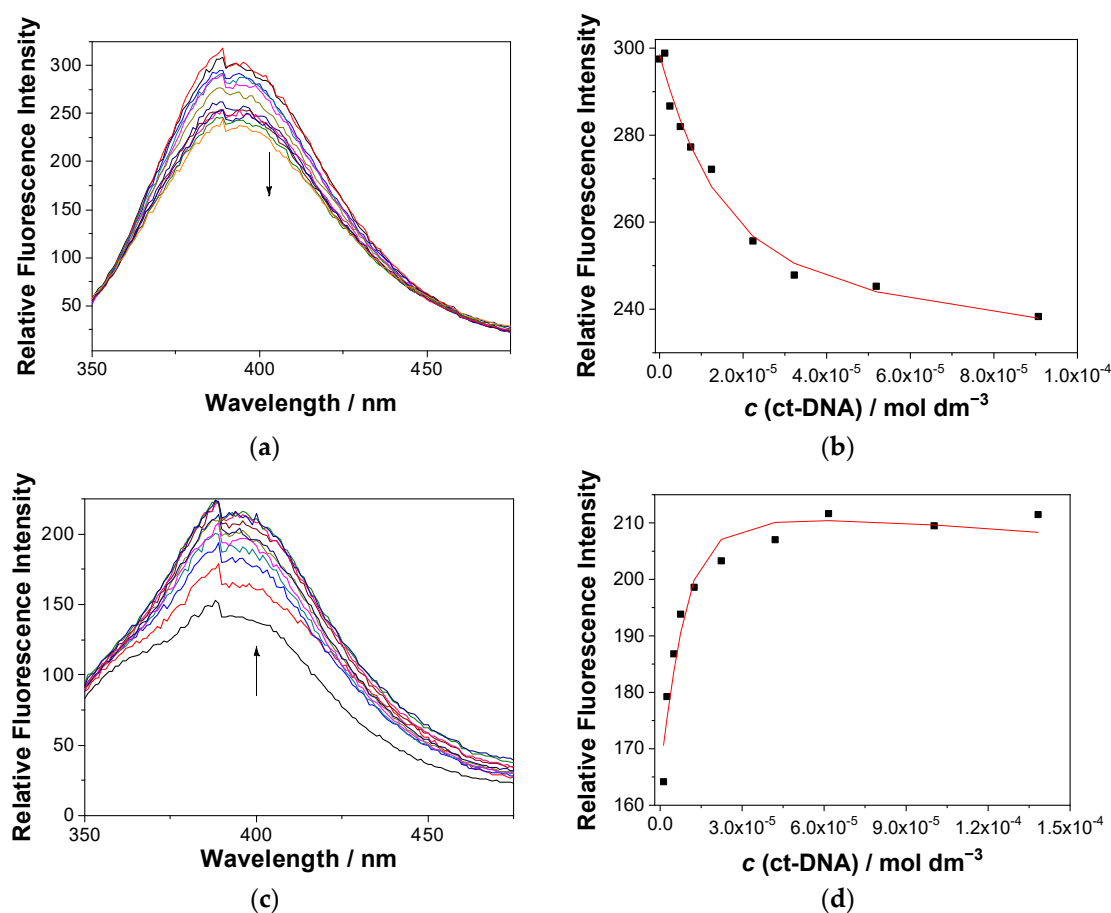 Relative Fluorescence Intensity
300
250
200
150
100
50
350
400
450
Wavelength / nm
(a)
Relative Fluorescence Intensity
300
280
260
240
0.0
2.0x10⁻⁵
4.0x10⁻⁵
6.0x10⁻⁵
8.0x10⁻⁵
1.0x10⁻⁴
c (ct-DNA) / mol dm⁻³
(b)
Relative Fluorescence Intensity
200
150
100
50
0
350
400
450
Wavelength / nm
(c)
Relative Fluorescence Intensity
210
200
190
180
170
160
0.0
3.0x10⁻⁵
6.0x10⁻⁵
9.0x10⁻⁵
1.2x10⁻⁴
1.5x10⁻⁴
c (ct-DNA) / mol dm⁻³
(d)